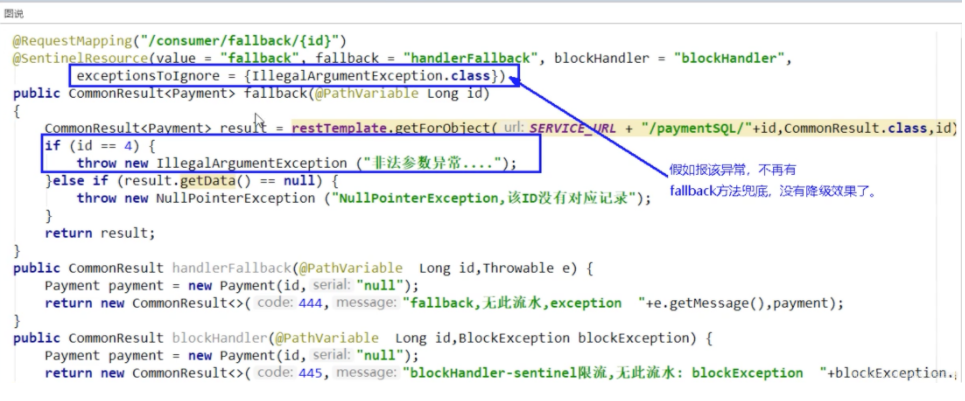 图说
@RequestMapping("/consumer/fallback/{id}")
@SentinelResource(value = "fallback", fallback = "handlerFallback", blockHandler = "blockHandler",
exceptionsToIgnore = {IllegalArgumentException.class})
public CommonResult<Payment> fallback(@PathVariable Long id)
{
CommonResult<Payment> result = restTemplate.getForObject( url: SERVICE_URL + "/paymentSQL/"+id,CommonResult.class,id)
if (id == 4) {
throw new IllegalArgumentException ("非法参数异常....");
}else if (result.getData() == null) {
throw new NullPointerException ("NullPointerException,该ID没有对应记录");
}
return result;
}
假如报该异常，不再有
fallback方法兜底，没有降级效果了。
public CommonResult handlerFallback(@PathVariable Long id,Throwable e) {
Payment payment = new Payment(id, serial: "null");
return new CommonResult<>( code: 444, message: "fallback,无此流水,exception "+e.getMessage(),payment);
}
public CommonResult blockHandler(@PathVariable Long id,BlockException blockException) {
Payment payment = new Payment(id, serial: "null");
return new CommonResult<>( code: 445, message: "blockHandler-sentinel限流,无此流水: blockException "+blockException.